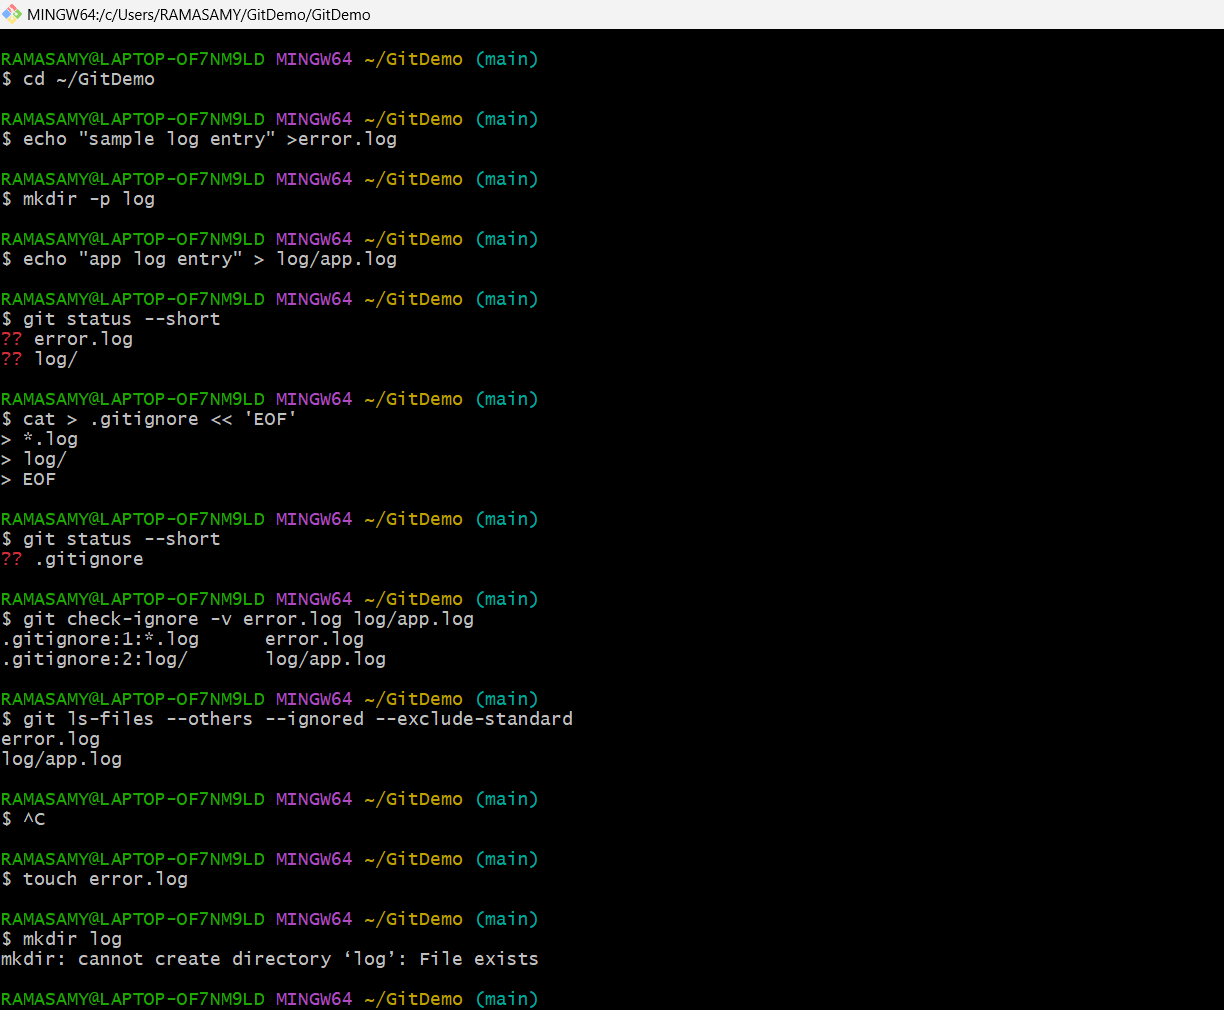 MINGW64:/c/Users/RAMASAMY/GitDemo/GitDemo
RAMASAMY@LAPTOP-OF7NM9LD MINGW64 ~/GitDemo (main)
$ cd ~/GitDemo
RAMASAMY@LAPTOP-OF7NM9LD MINGW64 ~/GitDemo (main)
$ echo "sample log entry" >error.log
RAMASAMY@LAPTOP-OF7NM9LD MINGW64 ~/GitDemo (main)
$ mkdir -p log
RAMASAMY@LAPTOP-OF7NM9LD MINGW64 ~/GitDemo (main)
$ echo "app log entry" > log/app.log
RAMASAMY@LAPTOP-OF7NM9LD MINGW64 ~/GitDemo (main)
$ git status --short
?? error.log
?? log/
RAMASAMY@LAPTOP-OF7NM9LD MINGW64 ~/GitDemo (main)
$ cat > .gitignore << 'EOF'
> *.log
> log/
> EOF
RAMASAMY@LAPTOP-OF7NM9LD MINGW64 ~/GitDemo (main)
$ git status --short
?? .gitignore
RAMASAMY@LAPTOP-OF7NM9LD MINGW64 ~/GitDemo (main)
$ git check-ignore -v error.log log/app.log
.gitignore:1:*.log      error.log
.gitignore:2:log/       log/app.log
RAMASAMY@LAPTOP-OF7NM9LD MINGW64 ~/GitDemo (main)
$ git ls-files --others --ignored --exclude-standard
error.log
log/app.log
RAMASAMY@LAPTOP-OF7NM9LD MINGW64 ~/GitDemo (main)
$ ^C
RAMASAMY@LAPTOP-OF7NM9LD MINGW64 ~/GitDemo (main)
$ touch error.log
RAMASAMY@LAPTOP-OF7NM9LD MINGW64 ~/GitDemo (main)
$ mkdir log
mkdir: cannot create directory ‘log’: File exists
RAMASAMY@LAPTOP-OF7NM9LD MINGW64 ~/GitDemo (main)